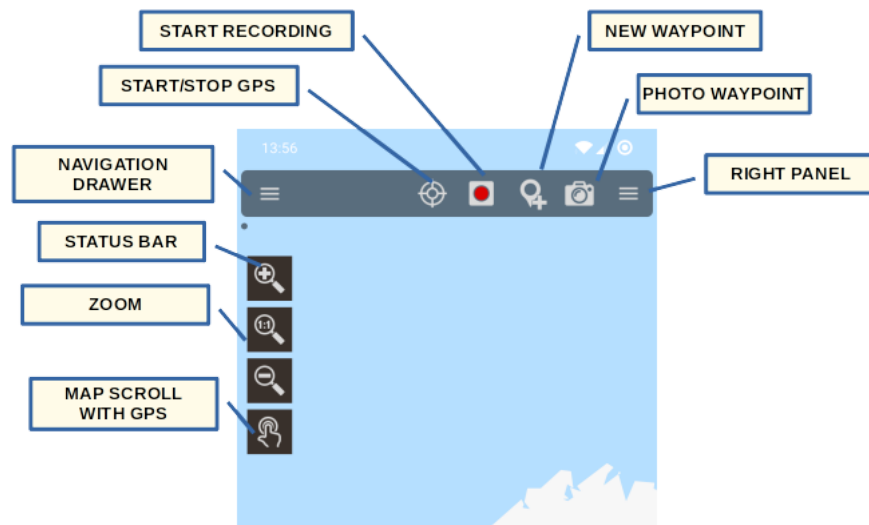 START RECORDING
NEW WAYPOINT
START/STOP GPS
PHOTO WAYPOINT
13:56
NAVIGATION
DRAWER
RIGHT PANEL
STATUS BAR
ZOOM
1:1
MAP SCROLL
WITH GPS